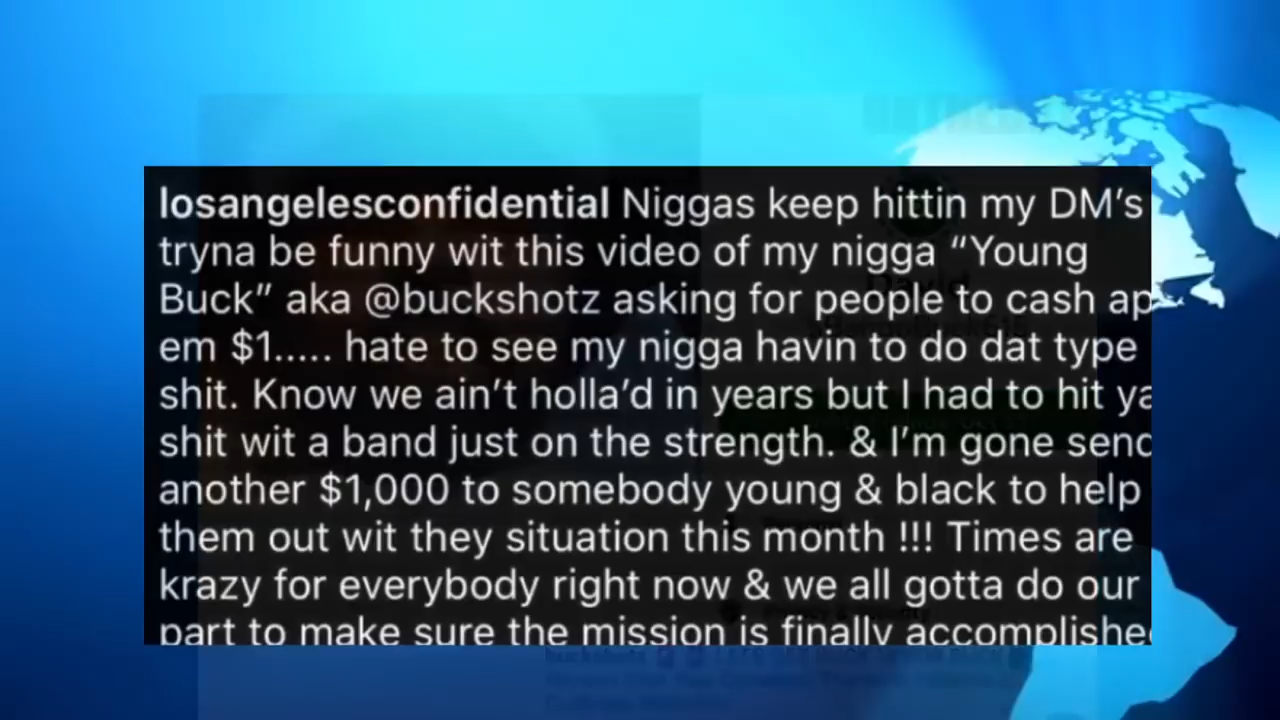 losangelesconfidential Niggas keep hittin my DM’s
tryna be funny wit this video of my nigga “Young
Buck” aka @buckshotz asking for people to cash ap
em $1..... hate to see my nigga havin to do dat type
shit. Know we ain’t holla’d in years but I had to hit ya
shit wit a band just on the strength. & I’m gone send
another $1,000 to somebody young & black to help
them out wit they situation this month !!! Times are
krazy for everybody right now & we all gotta do our
part to make sure the mission is finally accomplished